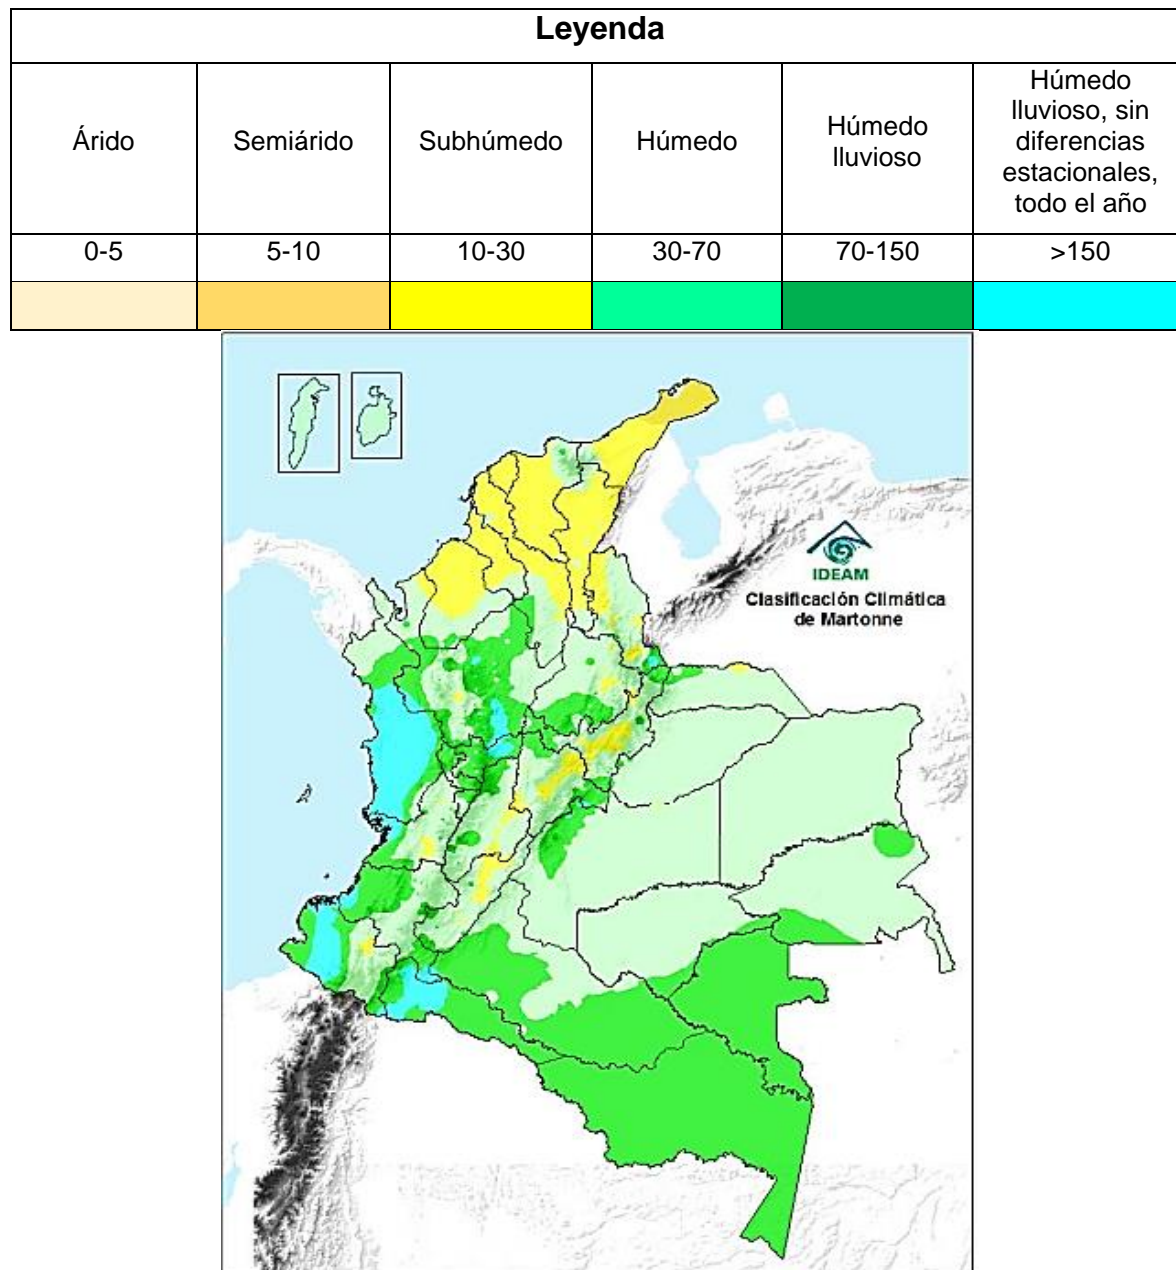 Leyenda
Árido
Semiárido
Subhúmedo
Húmedo
Húmedo
lluvioso
Húmedo
lluvioso, sin
diferencias
estacionales,
todo el año
0-5
5-10
10-30
30-70
70-150
>150
IDEAM
Clasificación Climática
de Martonne